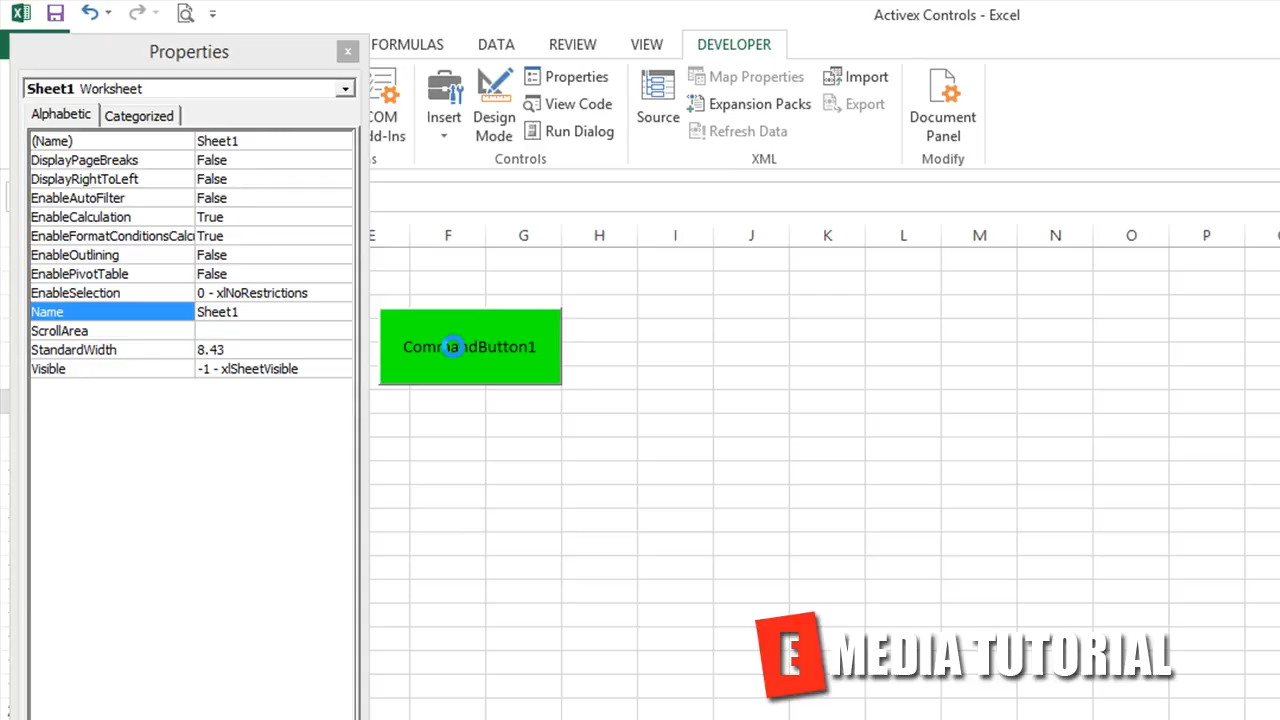 Activex Controls - Excel
Properties
FORMULAS DATA REVIEW VIEW DEVELOPER
Sheet1 Worksheet
Alphabetic Categorized
(Name) Sheet1
DisplayPageBreaks False
DisplayRightToLeft False
EnableAutoFilter False
EnableCalculation True
EnableFormatConditionsCalcu True
EnableOutlining False
EnablePivotTable False
EnableSelection 0 - xlNoRestrictions
Name Sheet1
ScrollArea
StandardWidth 8.43
Visible -1 - xlSheetVisible
COM
dd-Ins
Insert
Design
Mode
Properties
View Code
Run Dialog
Controls
Source
Map Properties
Expansion Packs
Refresh Data
Import
Export
XML
Document
Panel
Modify
E F G H I J K L M N O P
CommandButton1
E MEDIA TUTORIAL